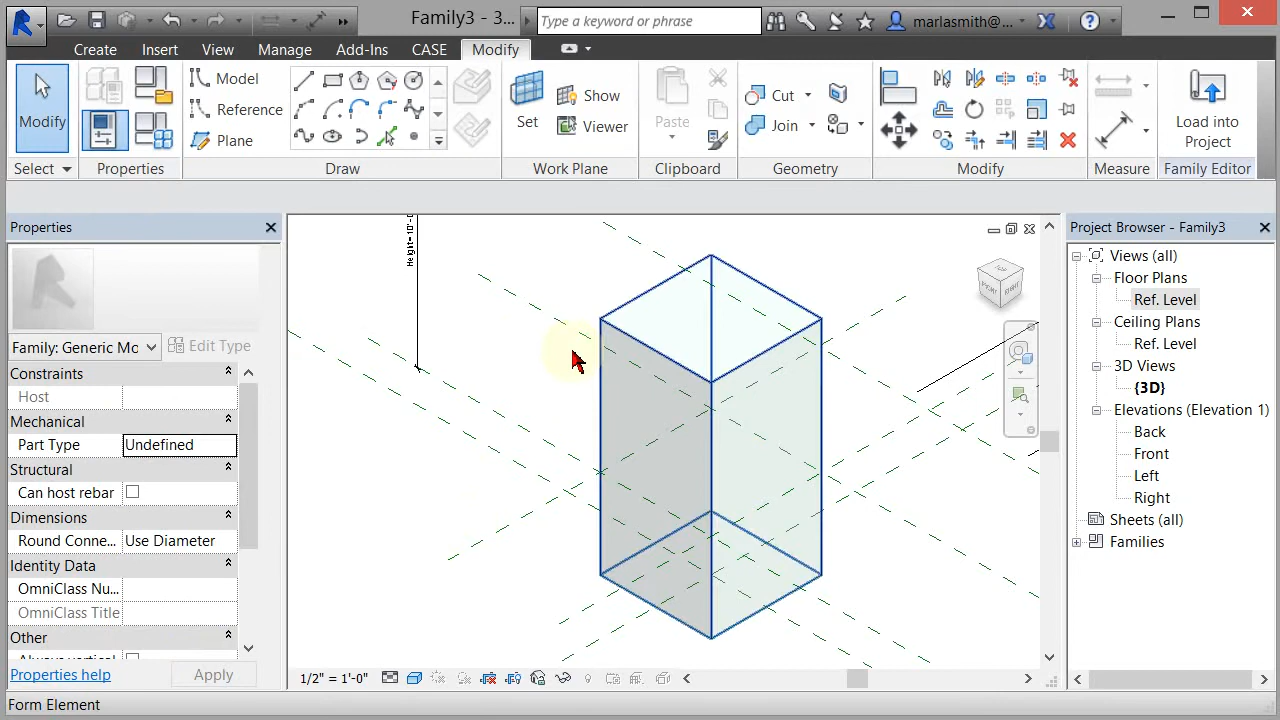 Family3 - 3...
Type a keyword or phrase
marlasmith@...
Create Insert View Manage Add-Ins CASE Modify
Modify
Model
Reference
Plane
Set
Show
Viewer
Paste
Cut
Join
Load into
Project
Select Properties Draw Work Plane Clipboard Geometry Modify Measure Family Editor
Properties
Family: Generic Mo
Edit Type
Constraints
Host
Mechanical
Part Type Undefined
Structural
Can host rebar
Dimensions
Round Conne... Use Diameter
Identity Data
OmniClass Nu...
OmniClass Title
Other
Properties help
Apply
1/2" = 1'-0"
Form Element
Project Browser - Family3
Views (all)
Floor Plans
Ref. Level
Ceiling Plans
Ref. Level
3D Views
{3D}
Elevations (Elevation 1)
Back
Front
Left
Right
Sheets (all)
Families